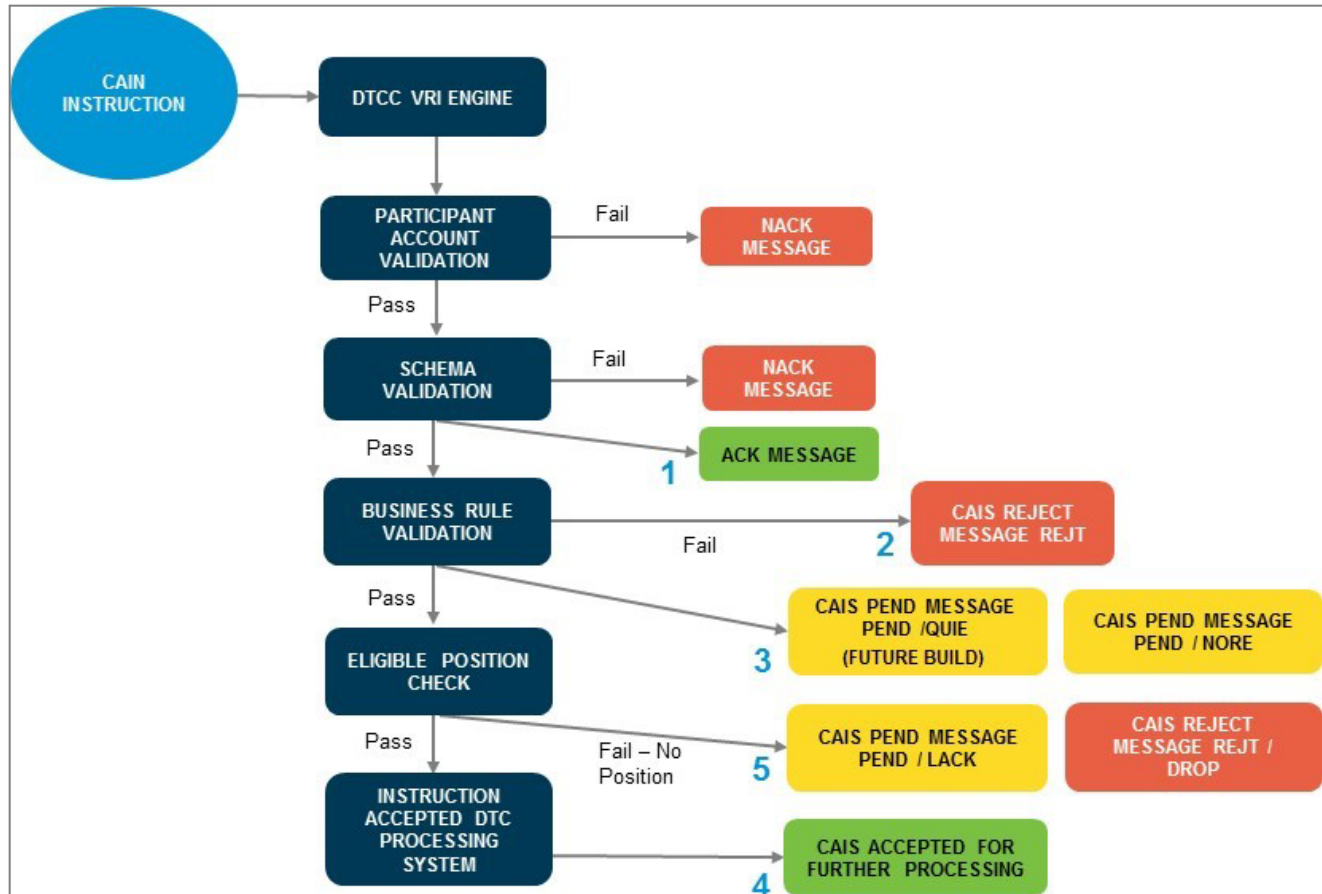 CAIN
INSTRUCTION
DTCC VRI ENGINE
PARTICIPANT
ACCOUNT
VALIDATION
Fail
NACK
MESSAGE
Pass
SCHEMA
VALIDATION
Fail
NACK
MESSAGE
Pass
1
ACK MESSAGE
BUSINESS RULE
VALIDATION
Fail
2
CAIS REJECT
MESSAGE REJT
Pass
3
CAIS PEND MESSAGE
PEND /QUIE
(FUTURE BUILD)
CAIS PEND MESSAGE
PEND / NORE
ELIGIBLE POSITION
CHECK
Pass
Fail – No
Position
5
CAIS PEND MESSAGE
PEND / LACK
CAIS REJECT
MESSAGE REJT /
DROP
INSTRUCTION
ACCEPTED DTC
PROCESSING
SYSTEM
4
CAIS ACCEPTED FOR
FURTHER PROCESSING